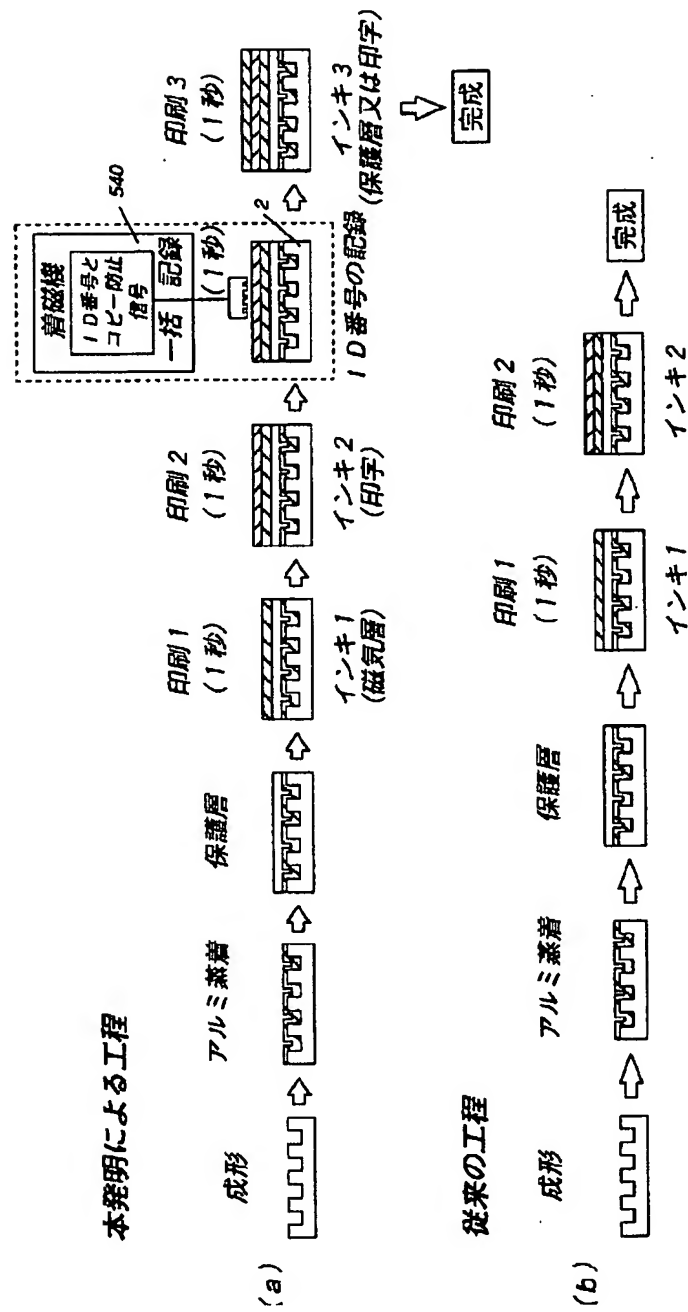 本発明による工程
(a)
成形
アルミ蒸着
保護層
印刷1
(1秒)
インキ1
(磁気層)
印刷2
(1秒)
インキ2
(印字)
着磁機
ID番号と
コピー防止
信号
一括 記録
(1秒)
540
2
ID番号の記録
印刷3
(1秒)
インキ3
(保護層又は印字)
完成
従来の工程
(b)
成形
アルミ蒸着
保護層
印刷1
(1秒)
インキ1
印刷2
(1秒)
インキ2
完成